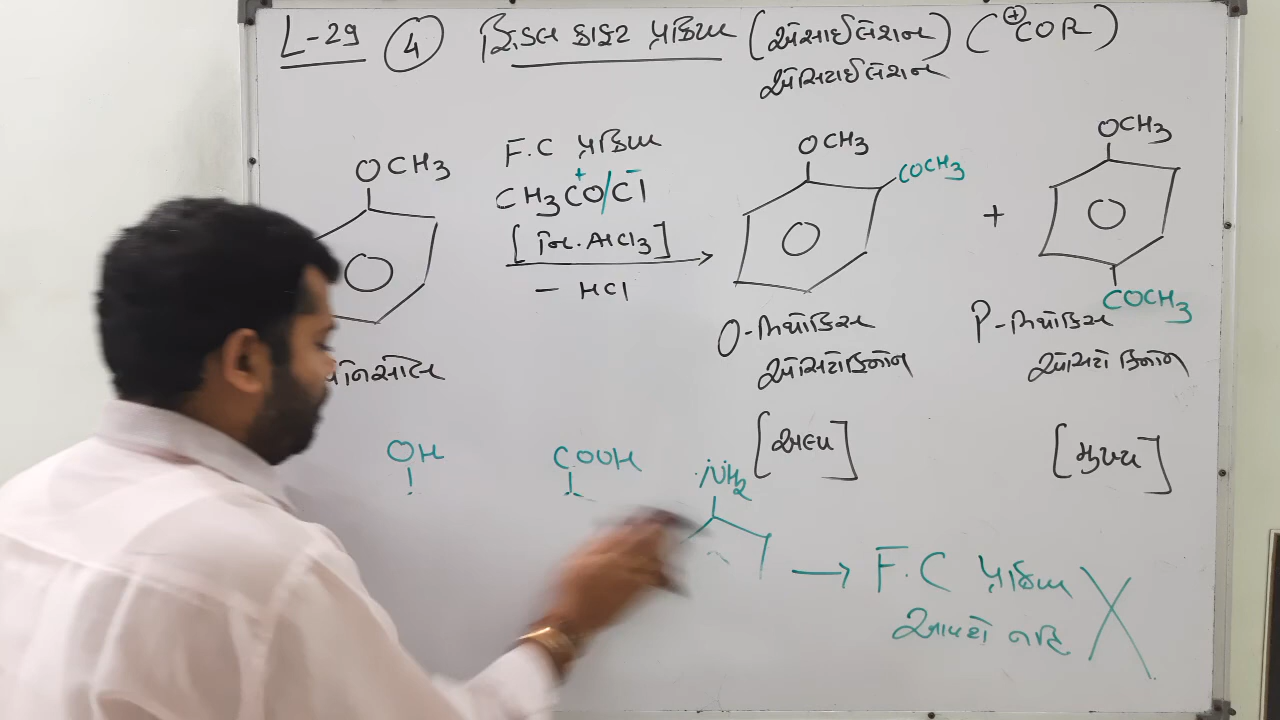 L-29 (4) ફ્રિડલ ક્રાફ્ટ પ્રક્રિયા (એસાઈલેશન) (⊕COR)
એસિટાઈલેશન
OCH3
F.C પ્રક્રિયા
CH3CO/Cl
+ -
[નિ. AlCl3]
- HCl
OCH3
COCH3
+
OCH3
COCH3
O-મિથોક્સિ
એસિટોફિનોન
P-મિથોક્સિ
એસિટોફિનોન
[અલ્પ]
[મુખ્ય]
OH
COOH
NH2
F.C પ્રક્રિયા
આપશે નહિ